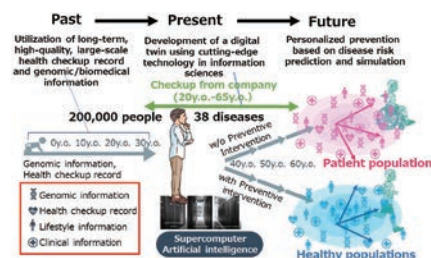 Past
Present
Future
Utilization of long-term,
high-quality, large-scale
health checkup record
and genomic/biomedical
information
Development of a digital
twin using cutting-edge
technology in information
sciences
Personalized prevention
based on disease risk
prediction and simulation
Checkup from company
(20y.o.-65y.o.)
200,000 people
38 diseases
0y.o. 10y.o. 20y.o. 30y.o.
Genomic information,
Health checkup record
w/o Preventive
Intervention
40y.o. 50y.o. 60y.o.
with Preventive
intervention
Patient population
Genomic information
Health checkup record
Lifestyle information
Clinical information
Supercomputer
Artificial intelligence
Healthy populations